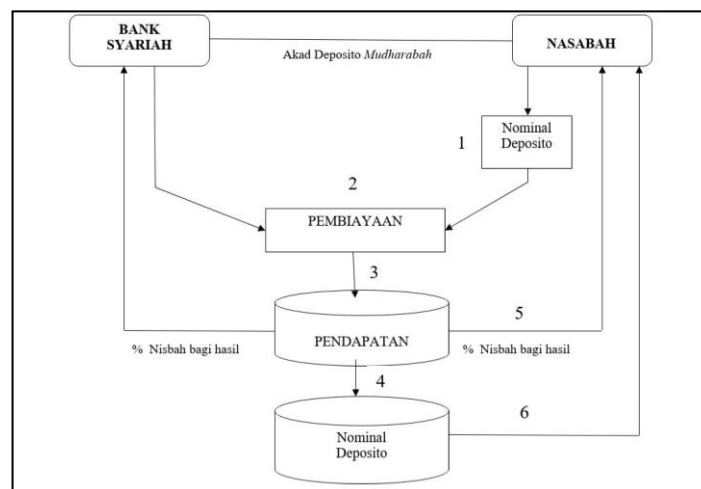 BANK
SYARIAH
Akad Deposito Mudharabah
NASABAH
1
Nominal
Deposito
2
PEMBIAYAAN
3
PENDAPATAN
% Nisbah bagi hasil
5
% Nisbah bagi hasil
4
Nominal
Deposito
6